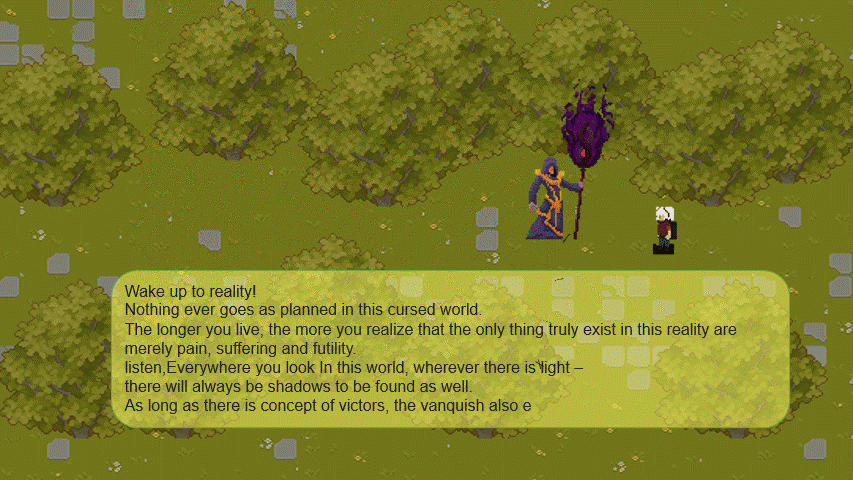 Wake up to reality!
Nothing ever goes as planned in this cursed world.
The longer you live, the more you realize that the only thing truly exist in this reality are
merely pain, suffering and futility.
listen,Everywhere you look In this world, wherever there is light –
there will always be shadows to be found as well.
As long as there is concept of victors, the vanquish also e